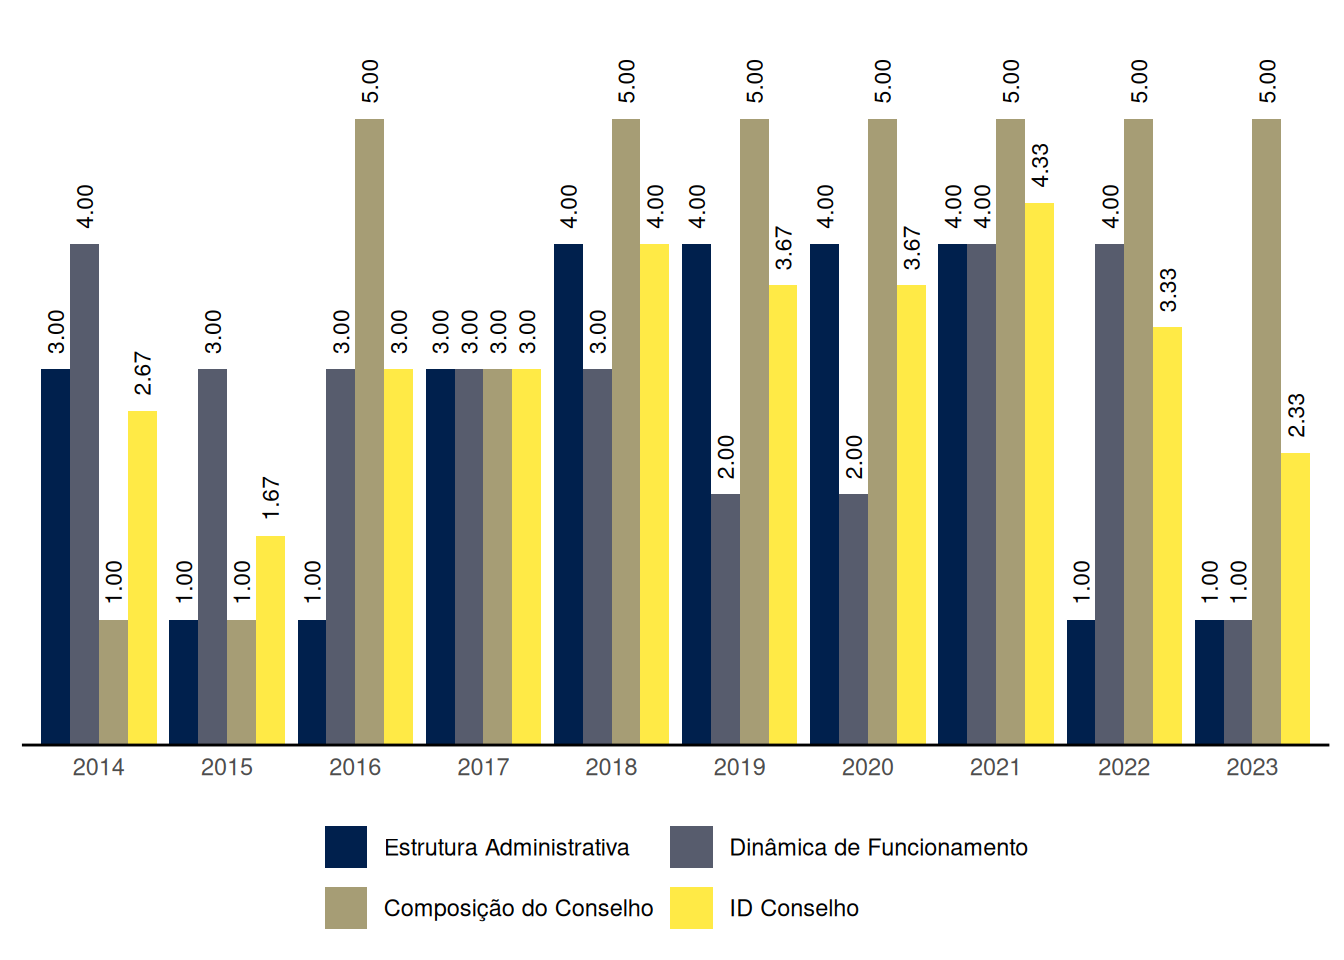 3.00 4.00 1.00 2.67 1.00 3.00 1.00 1.67 1.00 3.00 5.00 3.00 3.00 3.00 3.00 3.00 4.00 3.00 5.00 4.00 4.00 2.00 5.00 3.67 4.00 2.00 5.00 3.67 4.00 4.00 5.00 4.33 1.00 4.00 5.00 3.33 1.00 1.00 5.00 2.33
2014 2015 2016 2017 2018 2019 2020 2021 2022 2023
Estrutura Administrativa Dinâmica de Funcionamento
Composição do Conselho ID Conselho